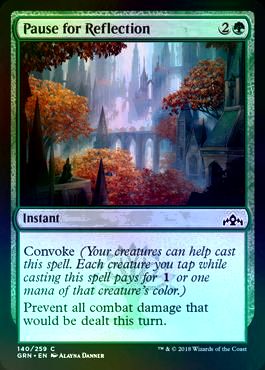 Pause for Reflection 2
Instant
Convoke (Your creatures can help cast
this spell. Each creature you tap while
casting this spell pays for 1 or one
mana of that creature's color.)
Prevent all combat damage that
would be dealt this turn.
140/259 C
GRN • EN ALAYNA DANNER
™ & © 2018 Wizards of the Coast